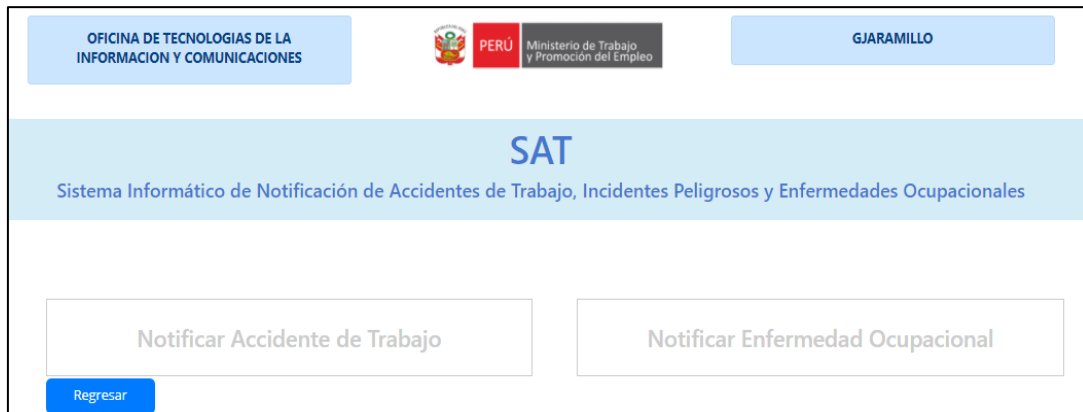 OFICINA DE TECNOLOGIAS DE LA
INFORMACION Y COMUNICACIONES
PERÚ
Ministerio de Trabajo
y Promoción del Empleo
GJARAMILLO
SAT
Sistema Informático de Notificación de Accidentes de Trabajo, Incidentes Peligrosos y Enfermedades Ocupacionales
Notificar Accidente de Trabajo
Notificar Enfermedad Ocupacional
Regresar